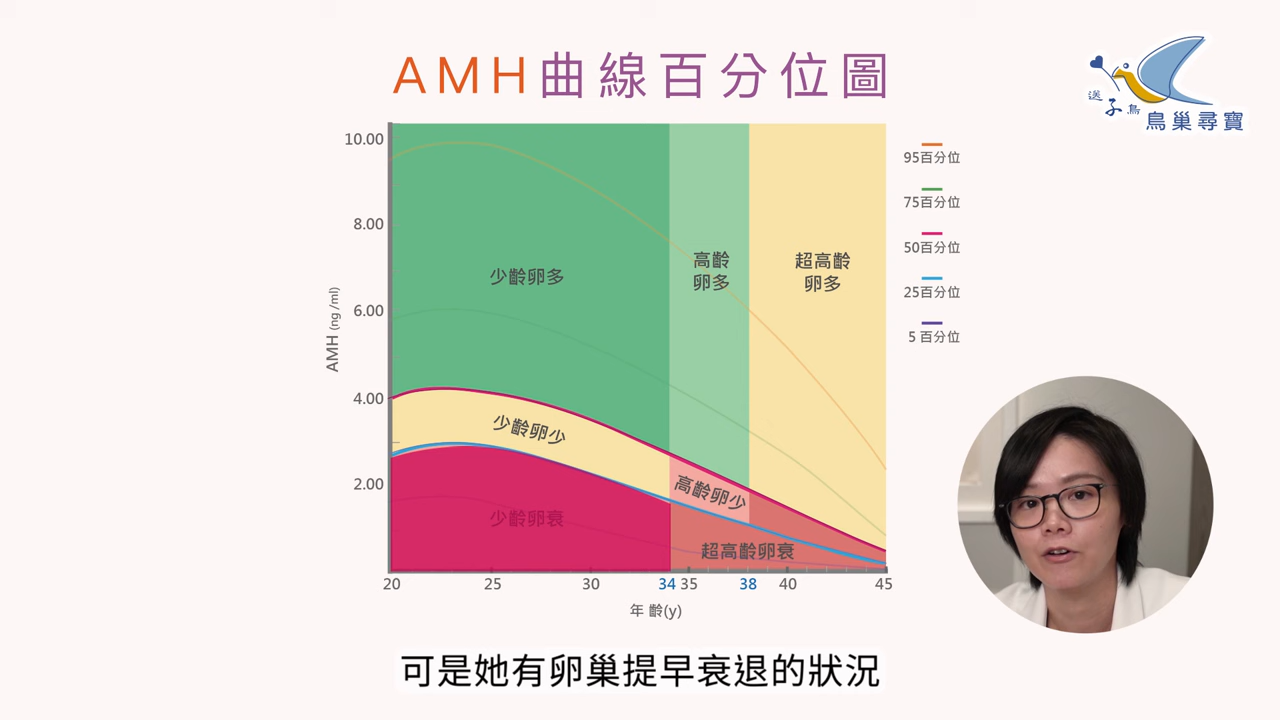 AMH曲線百分位圖
送子鳥
鳥巢尋寶
10.00
8.00
6.00
4.00
2.00
AMH (ng /ml)
95百分位
75百分位
50百分位
25百分位
5 百分位
少齡卵多
高齡
卵多
超高齡
卵多
少齡卵少
高齡卵少
少齡卵衰
超高齡卵衰
20 25 30 34 35 38 40 45
年 齡(y)
可是她有卵巢提早衰退的狀況